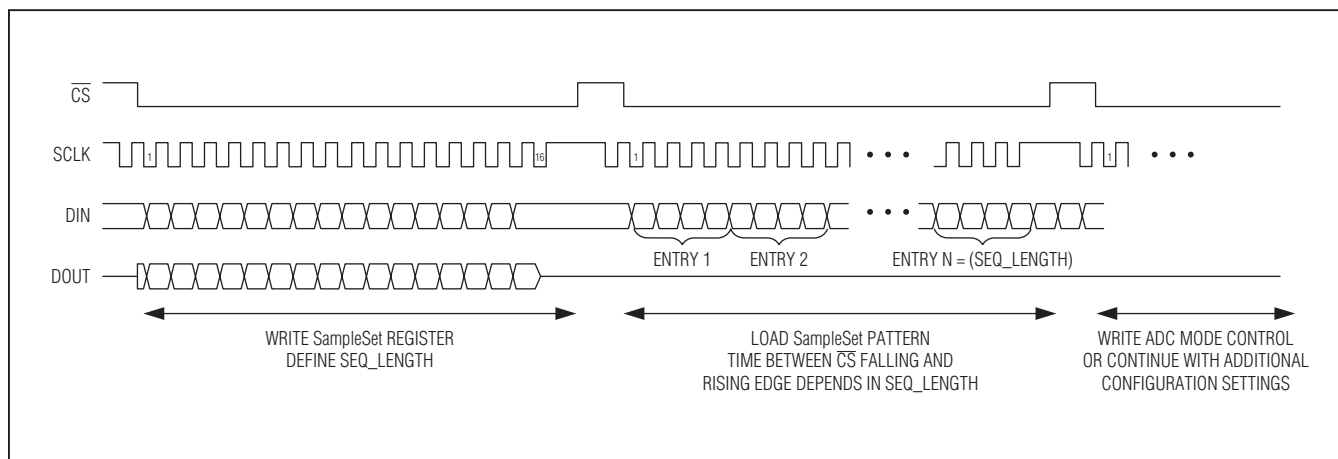 CS
SCLK
1
16
1
• • •
1
• • •
DIN
• • •
ENTRY 1
ENTRY 2
ENTRY N = (SEQ_LENGTH)
DOUT
WRITE SampleSet REGISTER
DEFINE SEQ_LENGTH
LOAD SampleSet PATTERN
TIME BETWEEN CS FALLING AND
RISING EDGE DEPENDS IN SEQ_LENGTH
WRITE ADC MODE CONTROL
OR CONTINUE WITH ADDITIONAL
CONFIGURATION SETTINGS